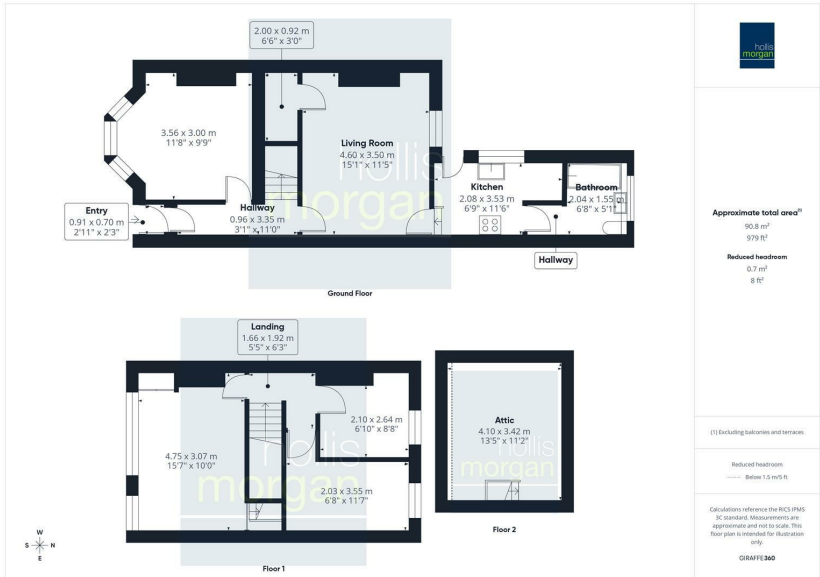 2.00 x 0.92 m
6'6" x 3'0"
3.56 x 3.00 m
11'8" x 9'9"
Living Room
4.60 x 3.50 m
15'1" x 11'5"
Kitchen
2.08 x 3.53 m
6'9" x 11'6"
Bathroom
2.04 x 1.55 m
6'8" x 5'1"
Entry
0.91 x 0.70 m
2'11" x 2'3"
Hallway
0.96 x 3.35 m
3'1" x 11'0"
Hallway
hollis
morgan
Ground Floor
Landing
1.66 x 1.92 m
5'5" x 6'3"
4.75 x 3.07 m
15'7" x 10'0"
2.10 x 2.64 m
6'10" x 8'8"
2.03 x 3.55 m
6'8" x 11'7"
hollis
morgan
Floor 1
Attic
4.10 x 3.42 m
13'5" x 11'2"
hollis
morgan
Floor 2
W
S N
E
hollis
morgan
Approximate total area(1)
90.8 m²
979 ft²
Reduced headroom
0.7 m²
8 ft²
(1) Excluding balconies and terraces
Reduced headroom
Below 1.5 m/5 ft
Calculations reference the RICS IPMS
3C standard. Measurements are
approximate and not to scale. This
floor plan is intended for illustration
only.
GIRAFFE360